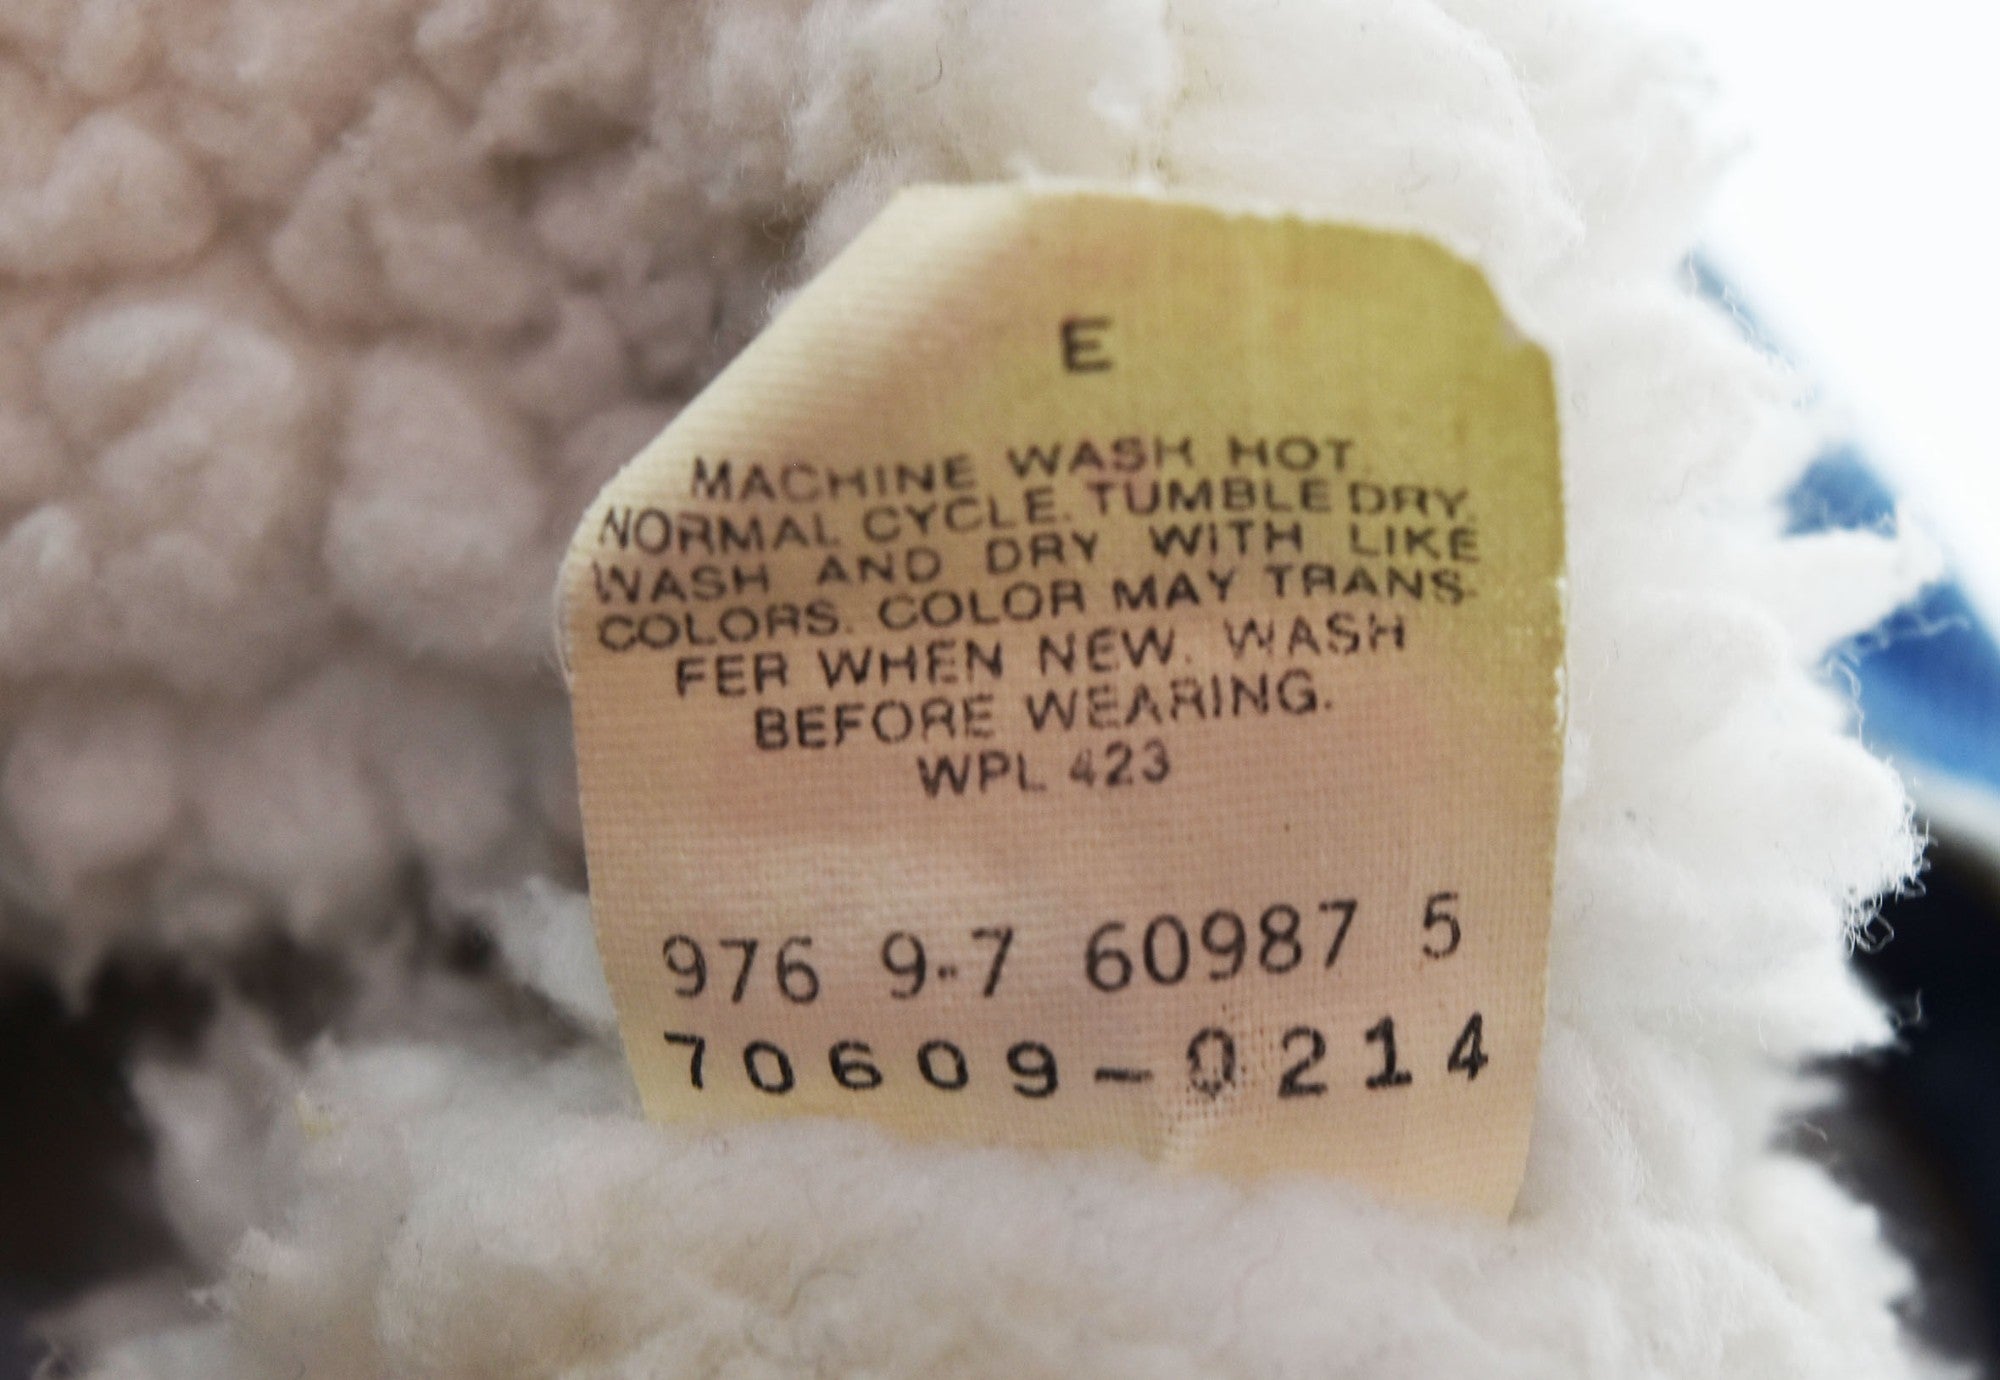 E
MACHINE WASH HOT.
NORMAL CYCLE. TUMBLE DRY.
WASH AND DRY WITH LIKE
COLORS. COLOR MAY TRANS-
FER WHEN NEW. WASH
BEFORE WEARING.
WPL 423
976 9-7 60987 5
70609-0214